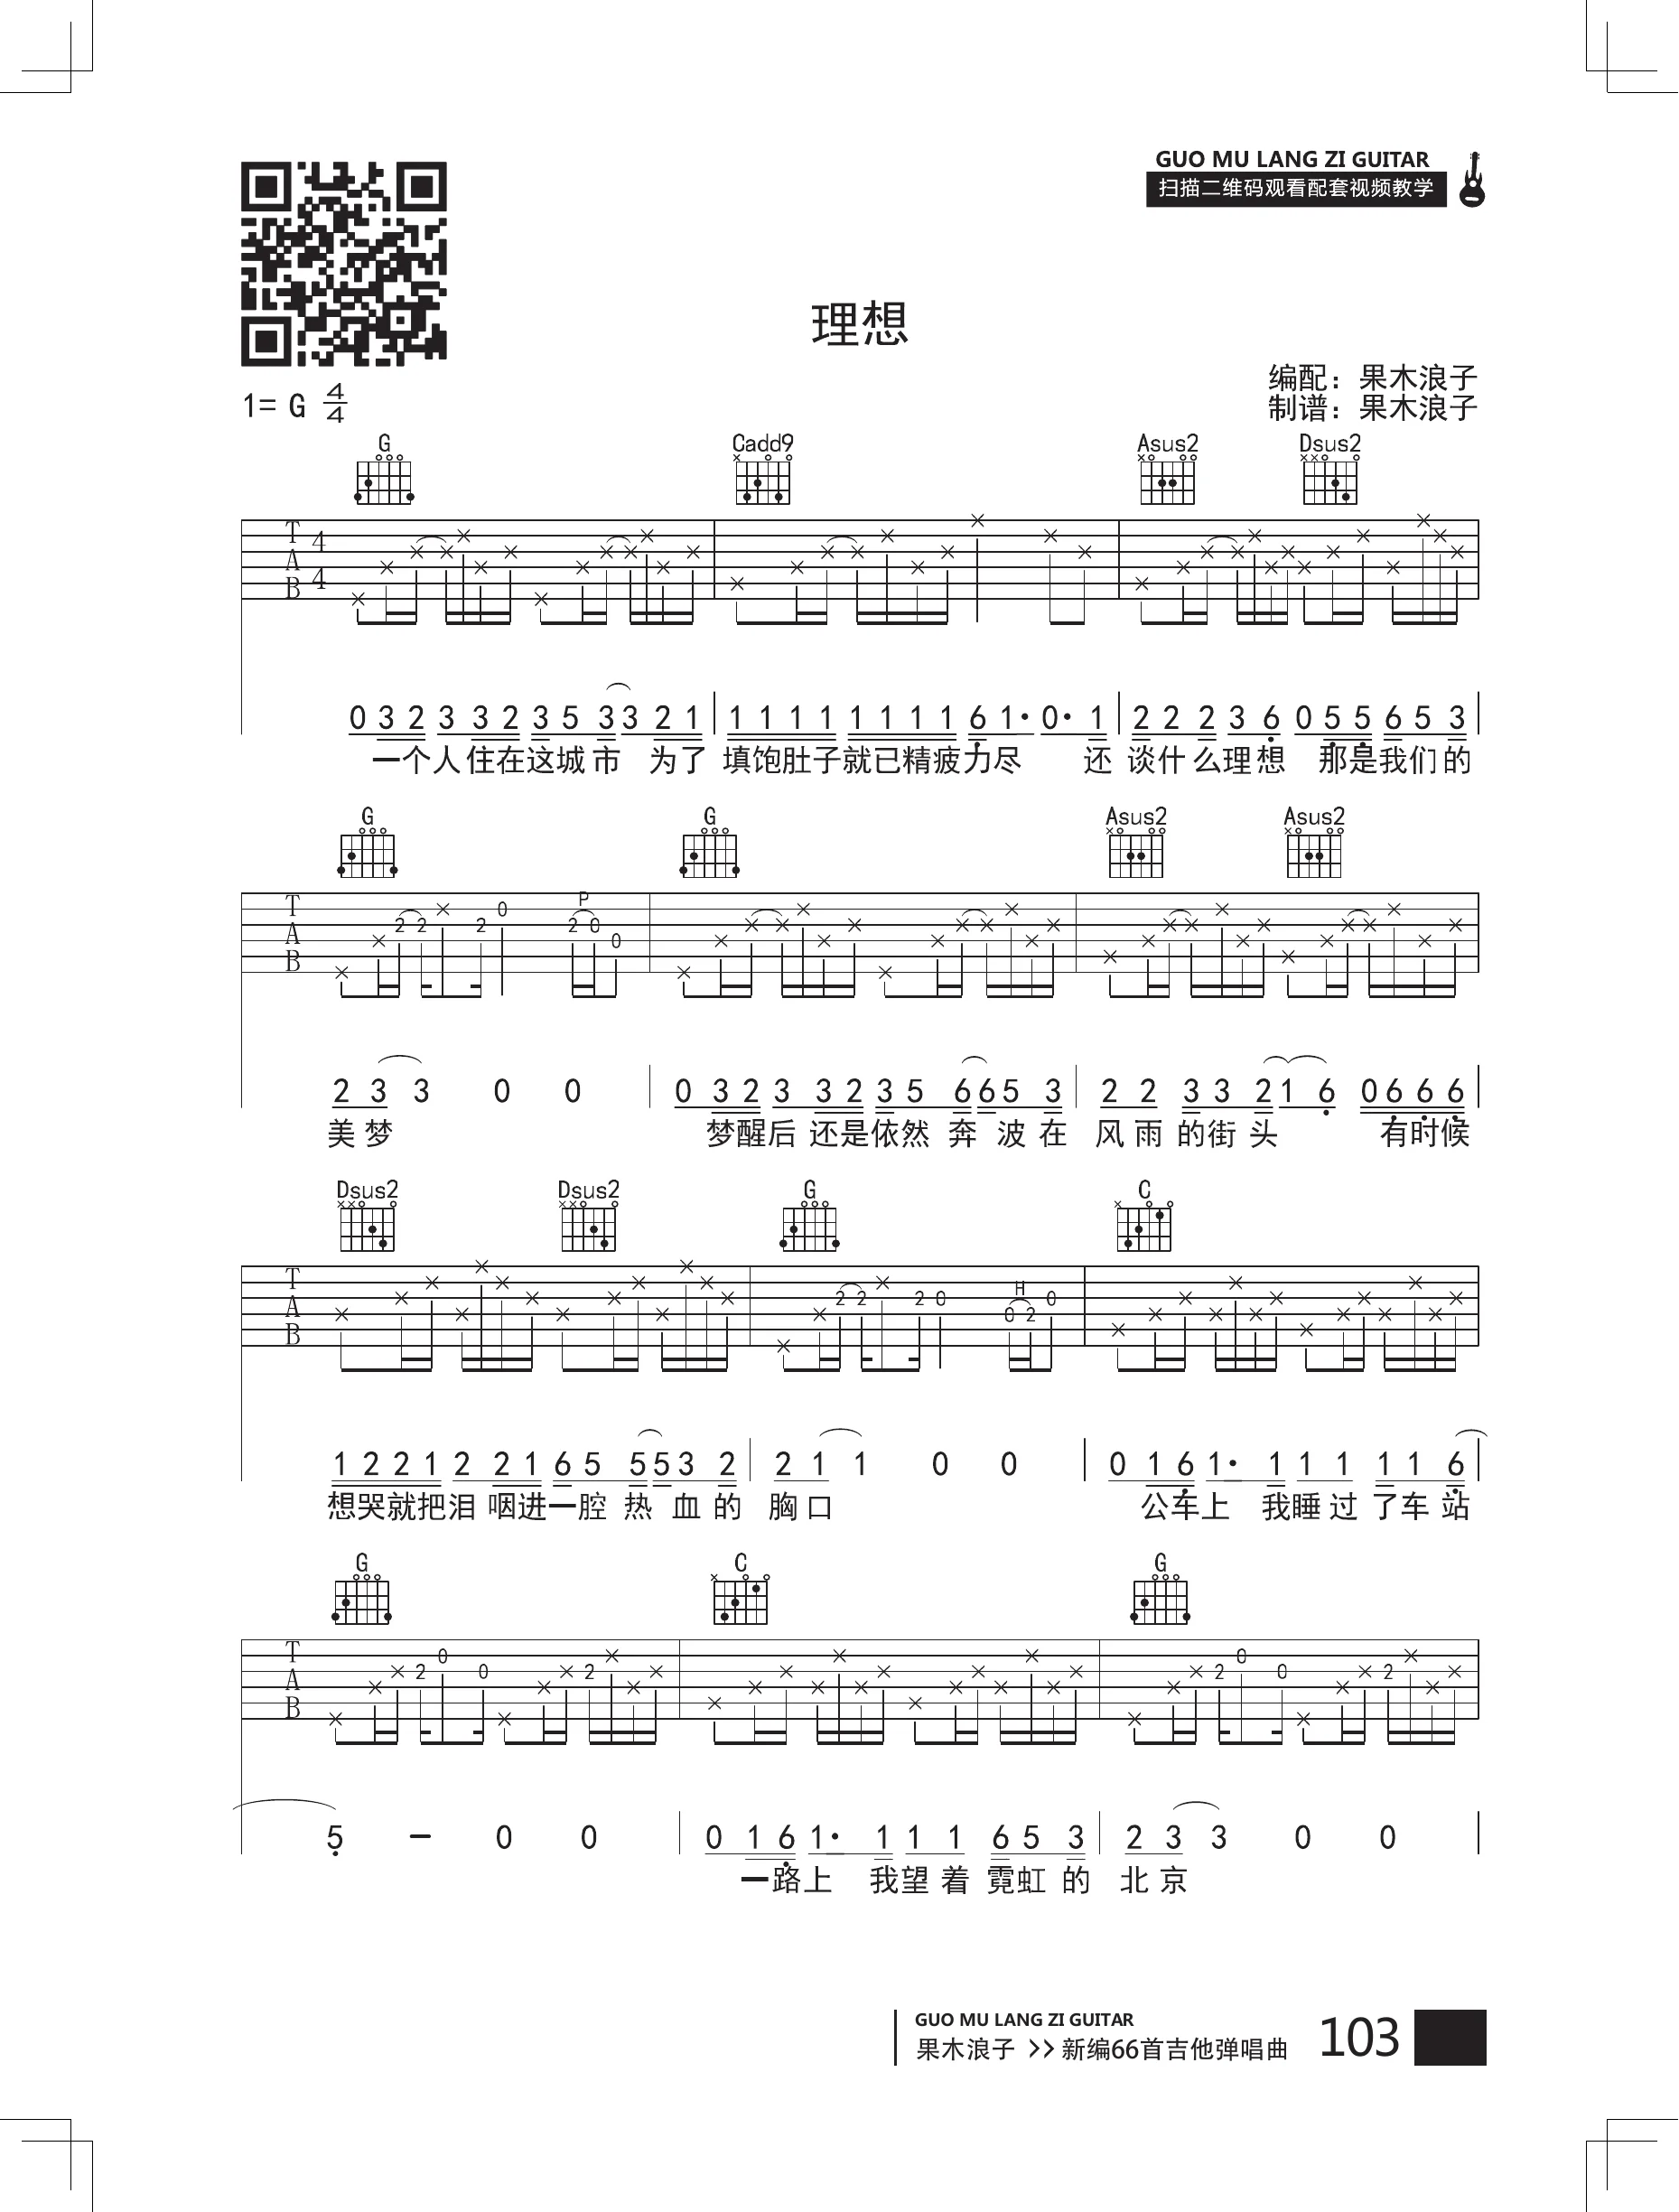 GUO MU LANG ZI GUITAR
扫描二维码观看配套视频教学
理想
编配：果木浪子
1= G 4/4
制谱：果木浪子
G Cadd9 Asus2 Dsus2
T A B 4 4
0 3 2 3 3 2 3 5 3 3 2 1 | 1 1 1 1 1 1 1 1 6 1· 0· 1 | 2 2 2 3 6 0 5 5 6 5 3 |
一个人住在这城市 为了 填饱肚子就已精疲力尽 还 谈什么理想 那是我们的
G G Asus2 Asus2
P
T A B 2 2 2 0 2 0 0
2 3 3 0 0 | 0 3 2 3 3 2 3 5 6 6 5 3 | 2 2 3 3 2 1 6 0 6 6 6 |
美梦 梦醒后 还是依然 奔 波 在 风雨 的街 头 有时候
Dsus2 Dsus2 G C
H
T A B 2 2 2 0 0 2 0
1 2 2 1 2 2 1 6 5 5 5 3 2 | 2 1 1 0 0 | 0 1 6 1· 1 1 1 1 1 6 |
想哭就把泪 咽进一腔 热 血 的 胸口 公车上 我睡 过 了车 站
G C G
T A B 2 0 0 2 2 0 0 2
5 – 0 0 | 0 1 6 1· 1 1 1 6 5 3 | 2 3 3 0 0 |
一路上 我望 着 霓虹 的 北 京
GUO MU LANG ZI GUITAR
果木浪子 >> 新编66首吉他弹唱曲 103